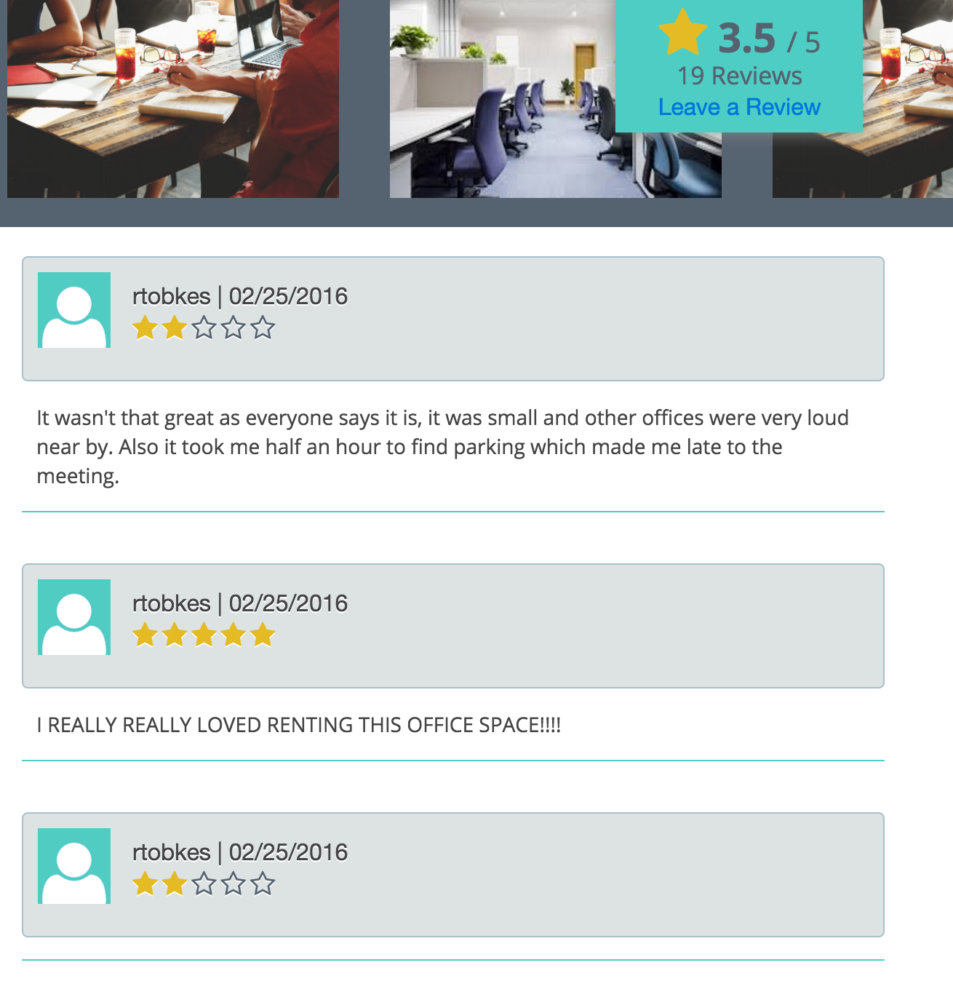 3.5 / 5
19 Reviews
Leave a Review
rtobkes | 02/25/2016
It wasn't that great as everyone says it is, it was small and other offices were very loud
near by. Also it took me half an hour to find parking which made me late to the
meeting.
rtobkes | 02/25/2016
I REALLY REALLY LOVED RENTING THIS OFFICE SPACE!!!!
rtobkes | 02/25/2016